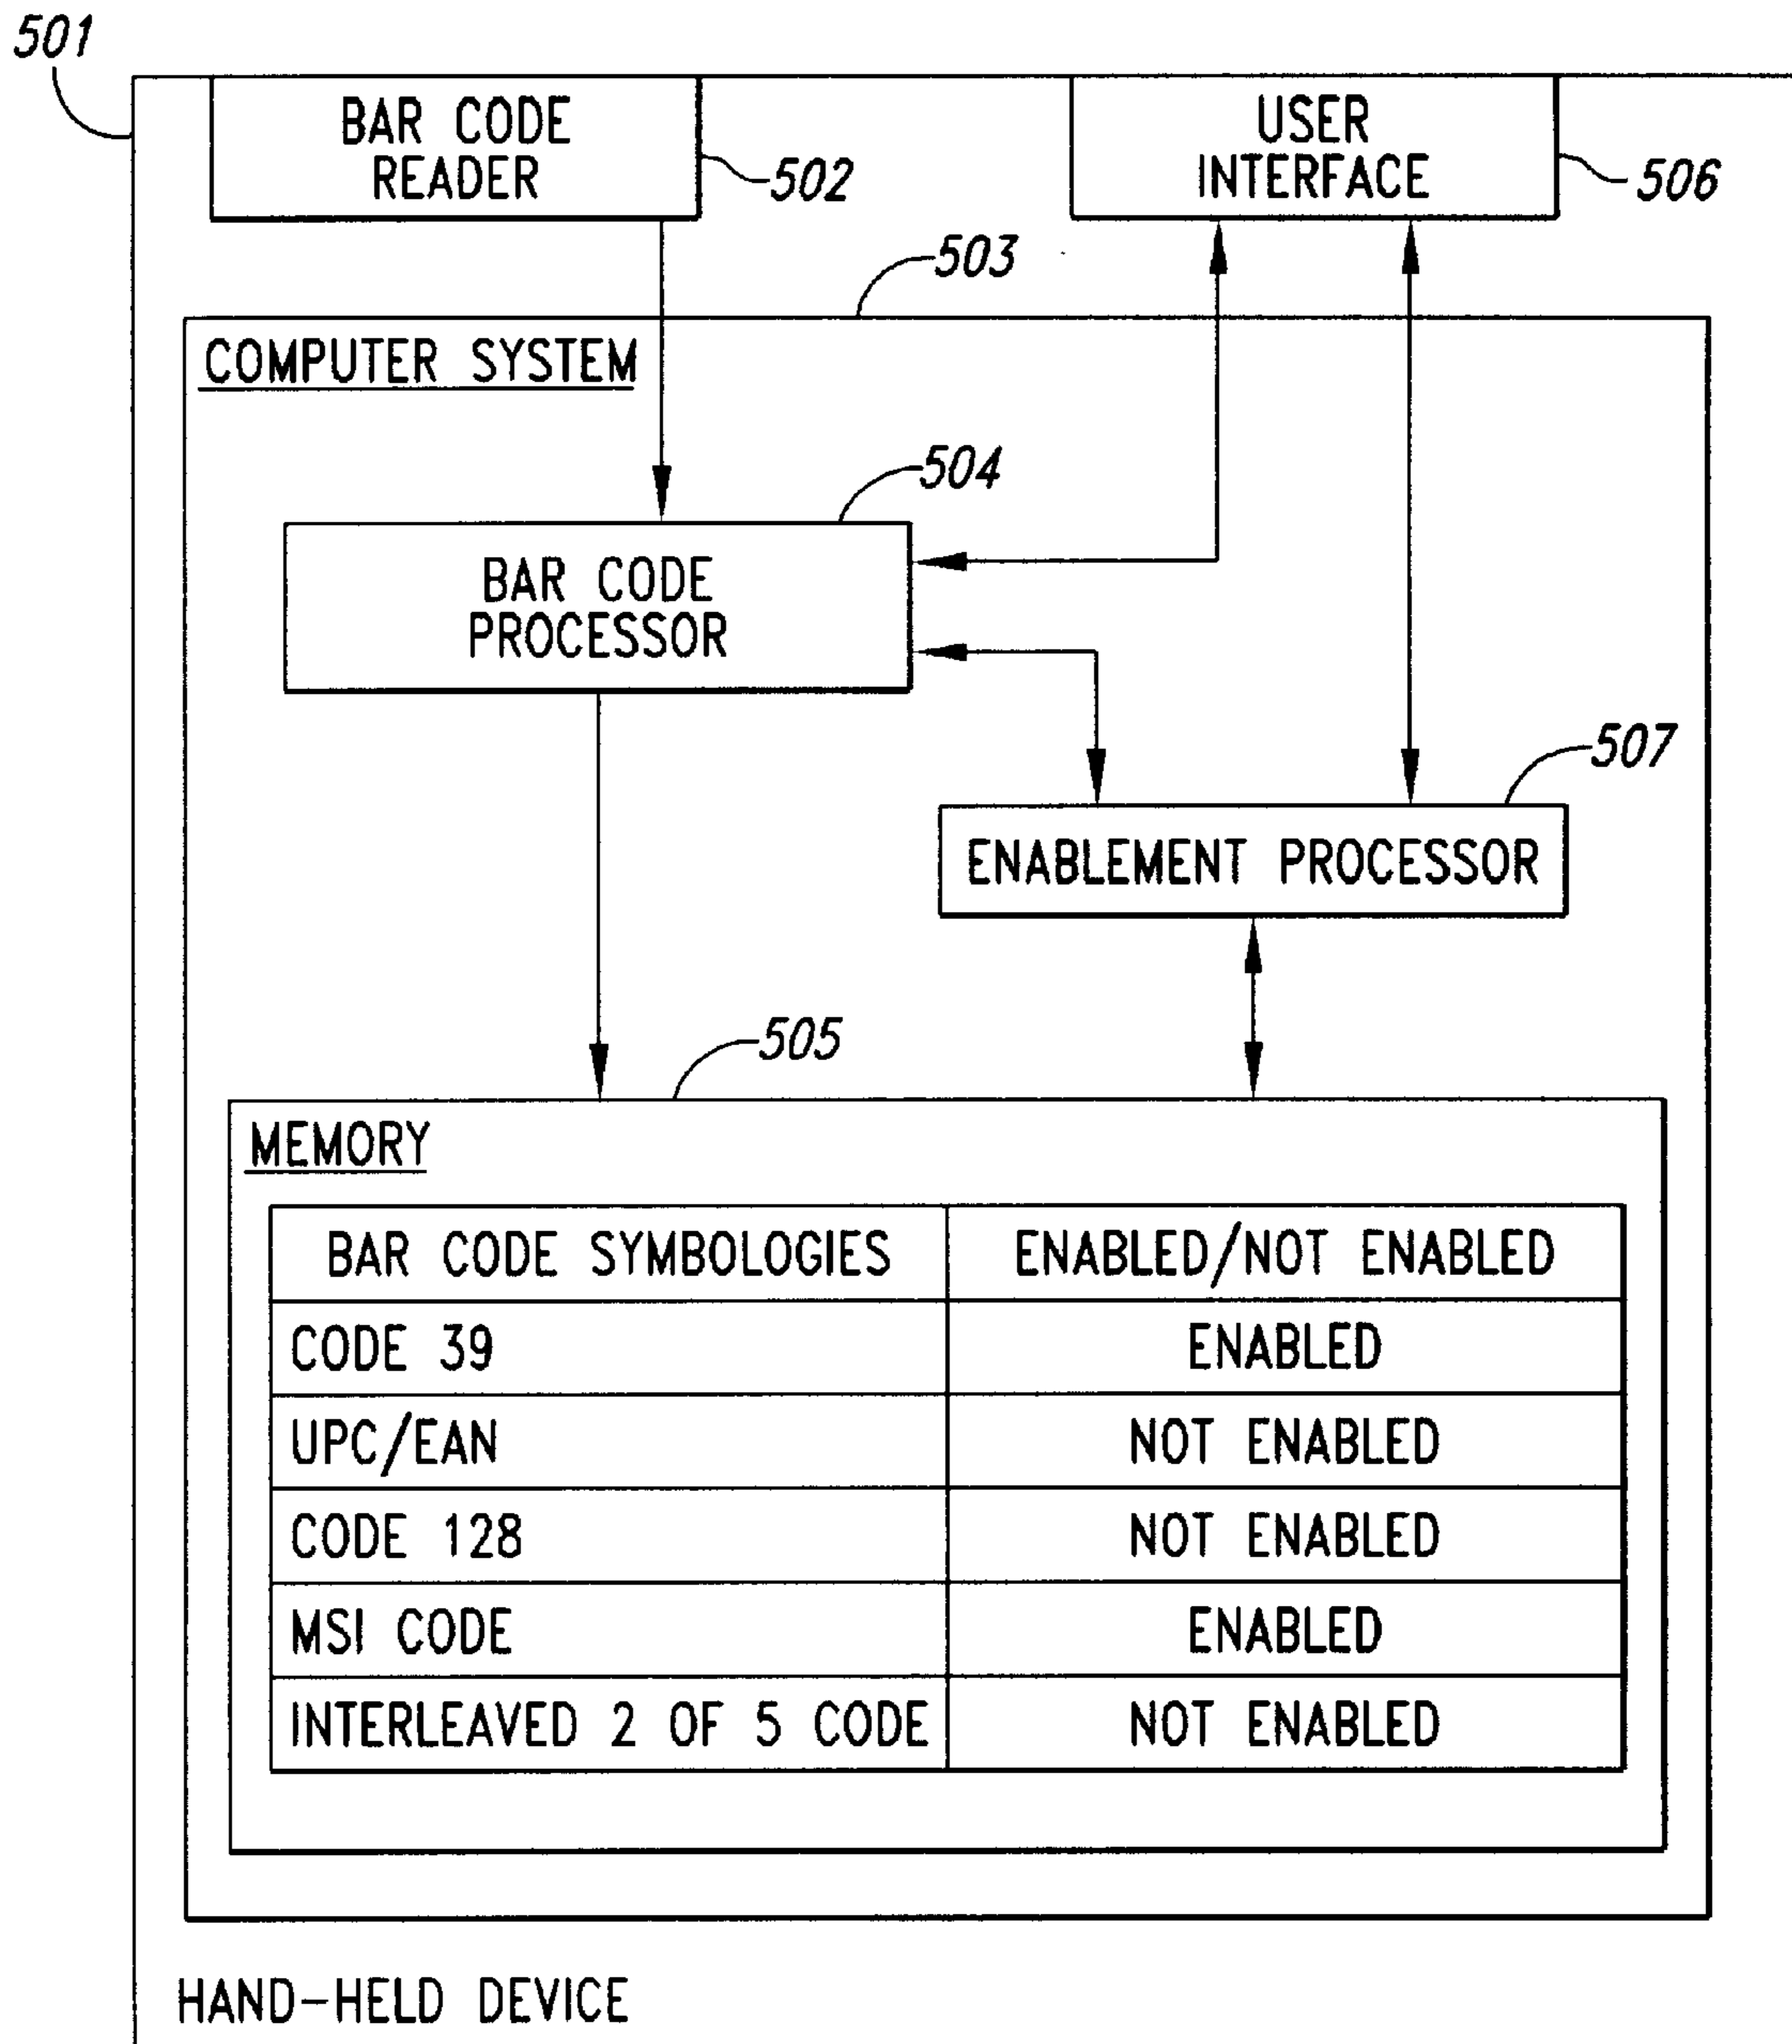 501
BAR CODE
READER
502
USER
INTERFACE
506
503
COMPUTER SYSTEM
504
BAR CODE
PROCESSOR
507
ENABLEMENT PROCESSOR
505
MEMORY
BAR CODE SYMBOLOGIES ENABLED/NOT ENABLED
CODE 39 ENABLED
UPC/EAN NOT ENABLED
CODE 128 NOT ENABLED
MSI CODE ENABLED
INTERLEAVED 2 OF 5 CODE NOT ENABLED
HAND-HELD DEVICE